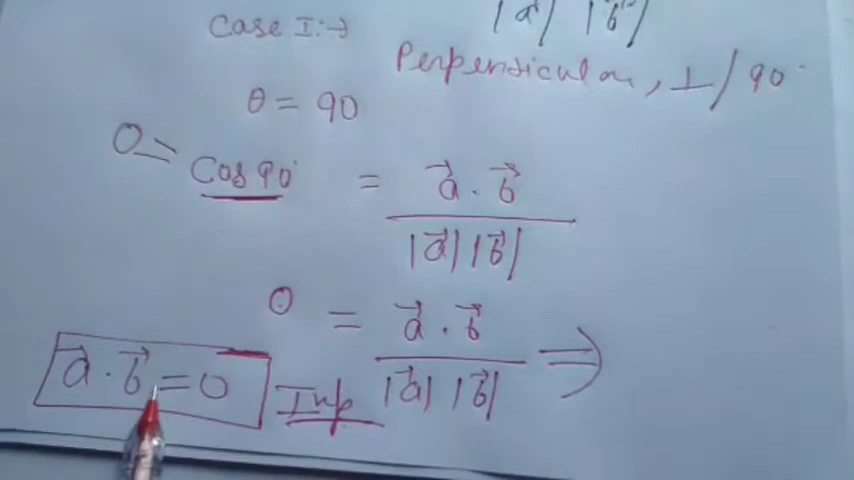 |a⃗| |b⃗|
Case I:→
Perpendicular, ⊥/90°
θ = 90
0 =
Cos 90° = a⃗ . b⃗ / |a⃗| |b⃗|
0 = a⃗ . b⃗ / |a⃗| |b⃗| ⇒
a⃗ . b⃗ = 0 Imp